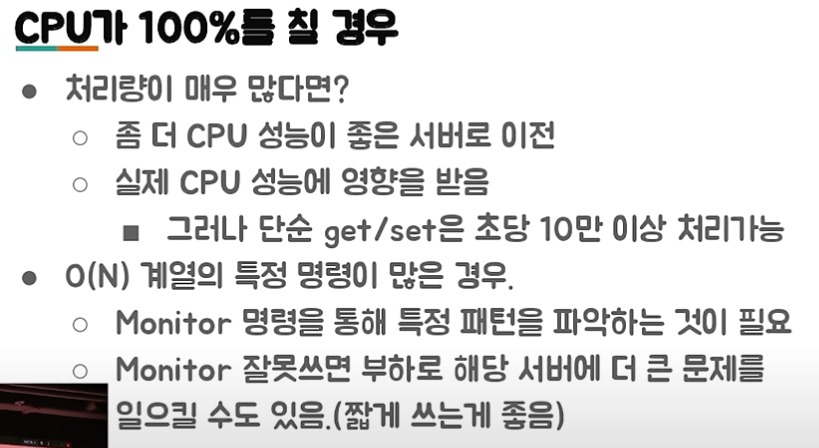 CPU가 100%를 칠 경우
● 처리량이 매우 많다면?
○ 좀 더 CPU 성능이 좋은 서버로 이전
○ 실제 CPU 성능에 영향을 받음
■ 그러나 단순 get/set은 초당 10만 이상 처리가능
● O(N) 계열의 특정 명령이 많은 경우.
○ Monitor 명령을 통해 특정 패턴을 파악하는 것이 필요
○ Monitor 잘못쓰면 부하로 해당 서버에 더 큰 문제를
일으킬 수도 있음.(짧게 쓰는게 좋음)